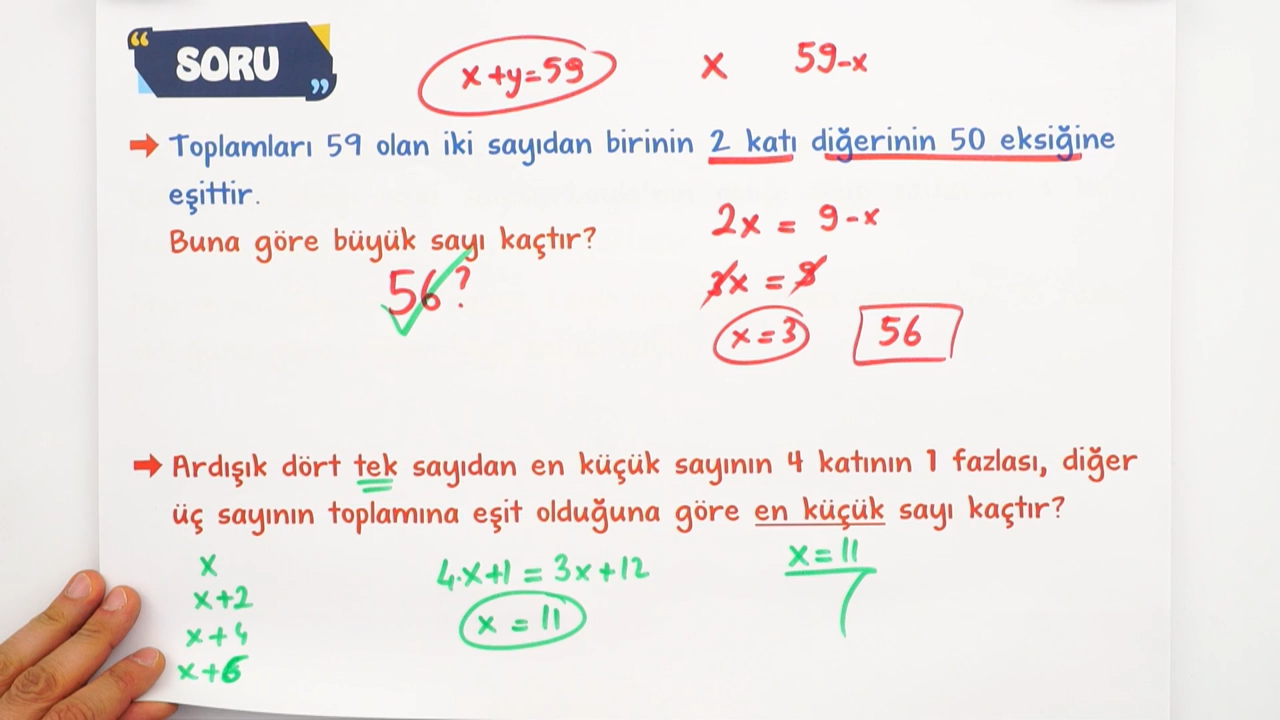 “ SORU ”
x+y=59 x 59-x
➡ Toplamları 59 olan iki sayıdan birinin 2 katı diğerinin 50 eksiğine
eşittir.
2x = 9-x
Buna göre büyük sayı kaçtır?
56?
3x = 9
x=3 56
➡ Ardışık dört tek sayıdan en küçük sayının 4 katının 1 fazlası, diğer
üç sayının toplamına eşit olduğuna göre en küçük sayı kaçtır?
x 4·x+1 = 3x+12 x=11
x+2
x = 11
x+4
x+6